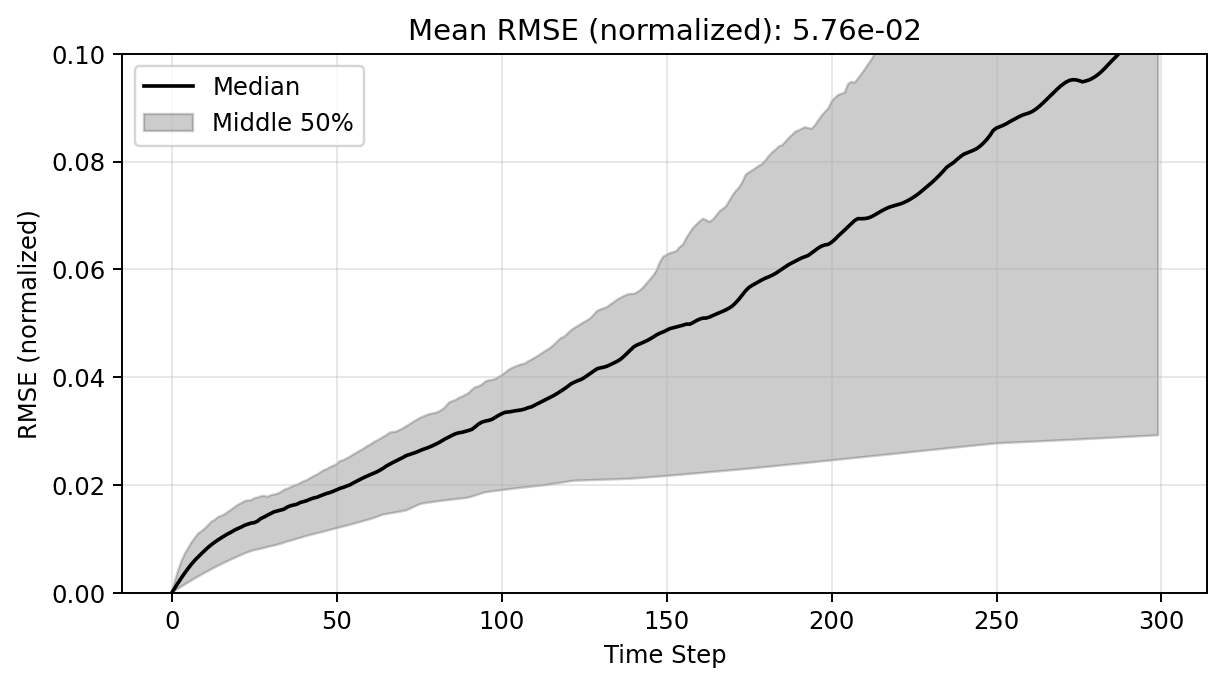 Mean RMSE (normalized): 5.76e-02
0.10
0.08
0.06
0.04
0.02
0.00
RMSE (normalized)
Median
Middle 50%
0 50 100 150 200 250 300
Time Step